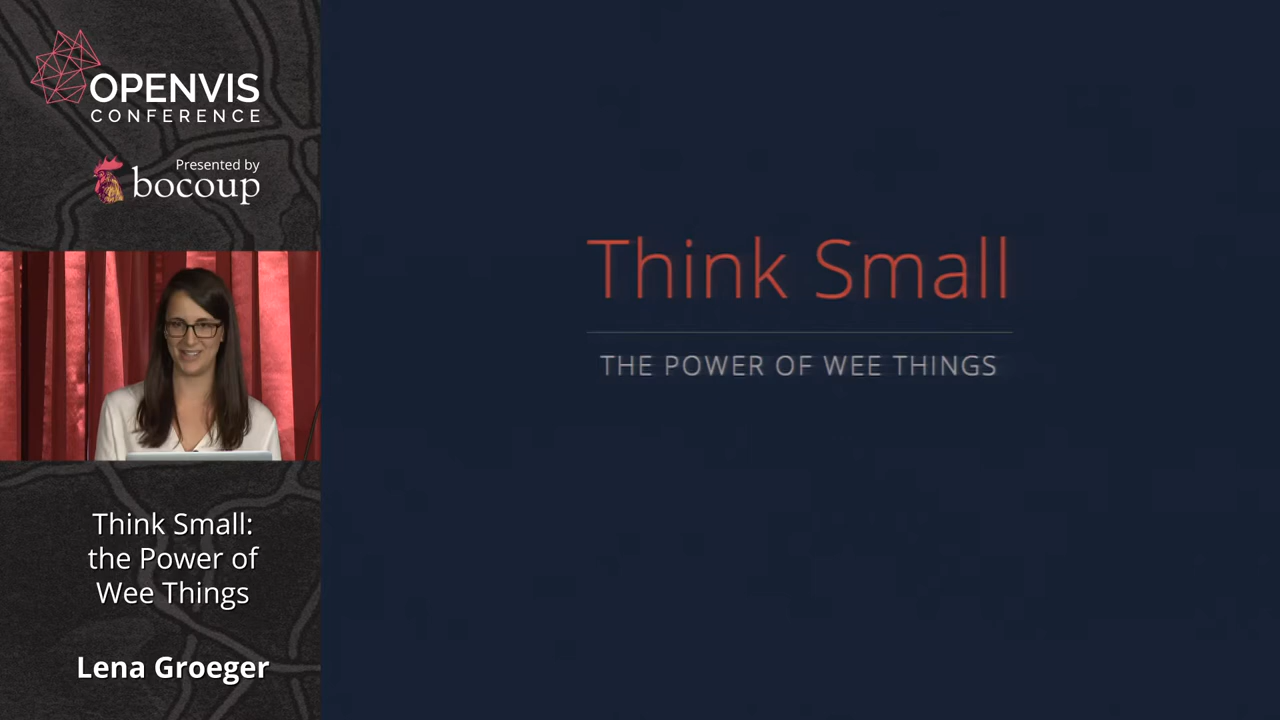 OPENVIS
CONFERENCE
Presented by
bocoup
Think Small:
the Power of
Wee Things
Lena Groeger
Think Small
THE POWER OF WEE THINGS